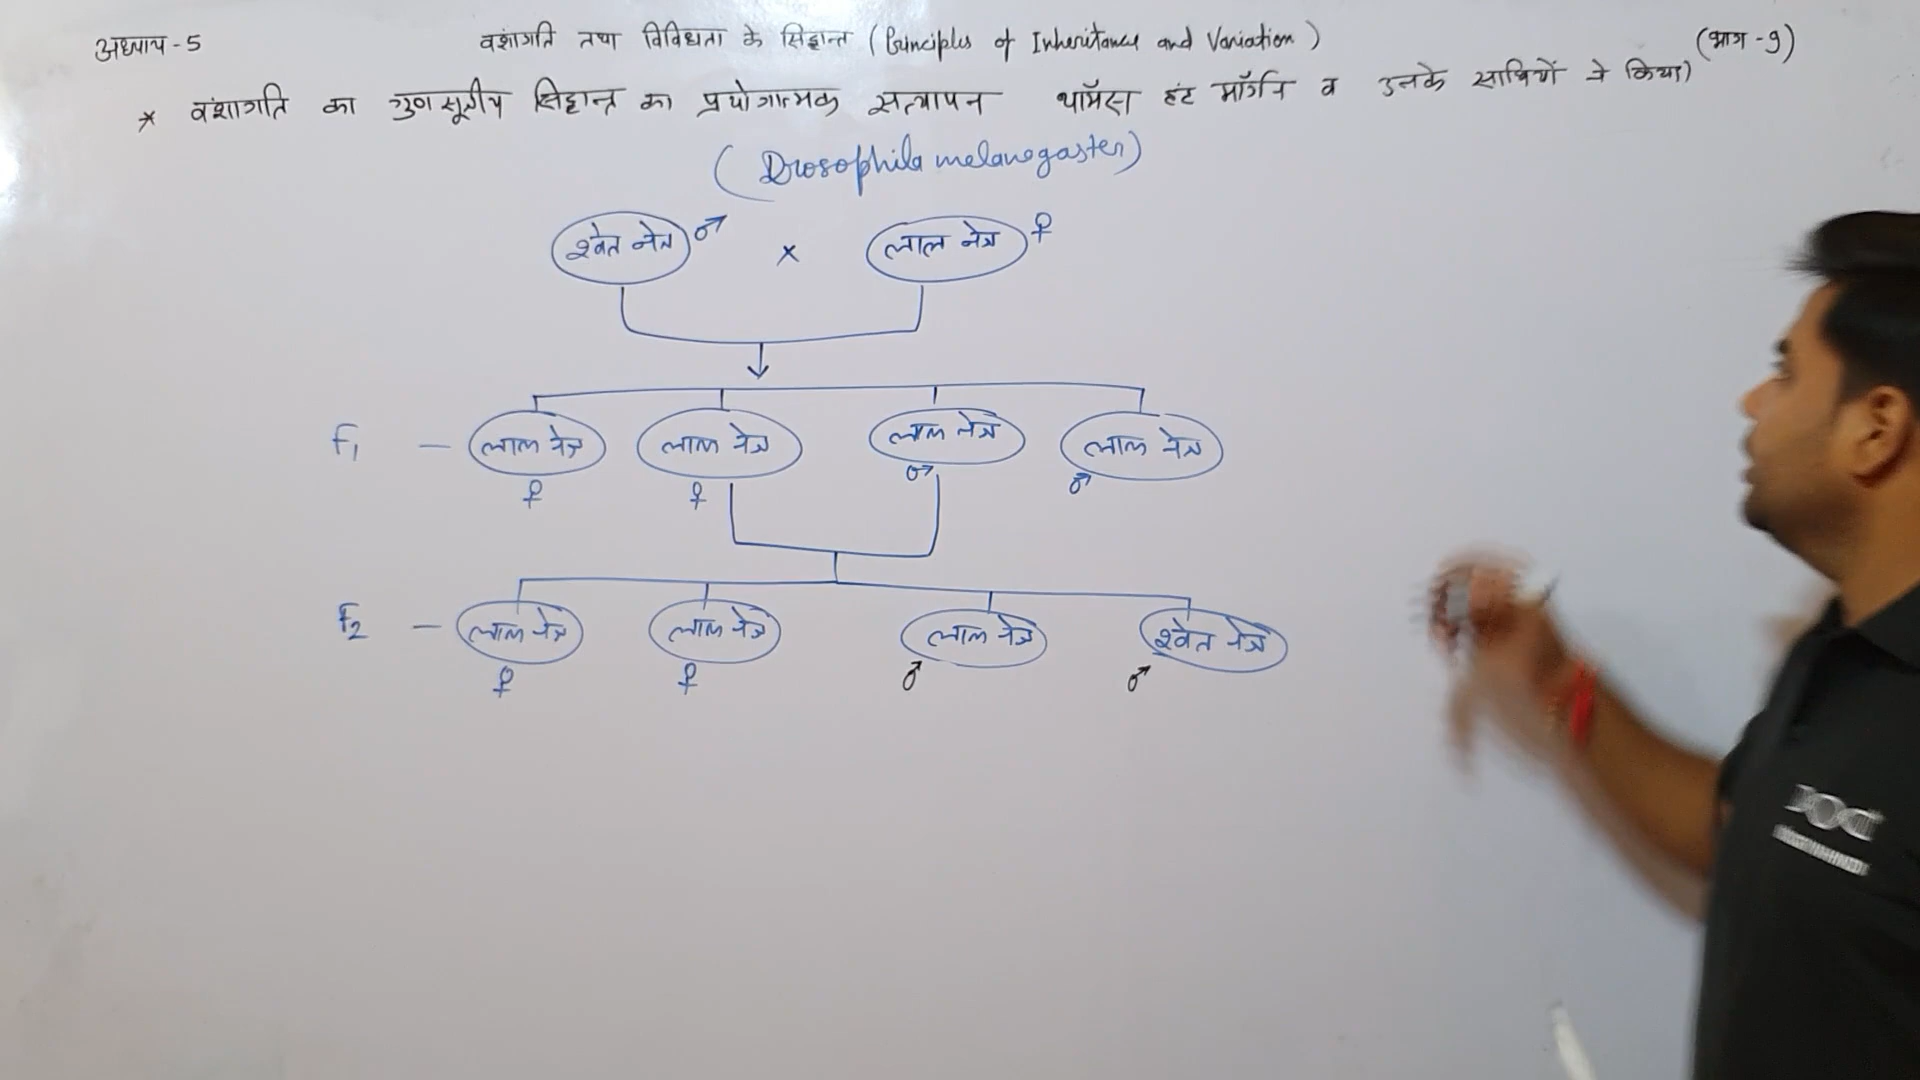 अध्याय - 5 वंशागति तथा विविधता के सिद्धान्त (Principles of Inheritance and Variation) (भाग - 9)
* वंशागति का गुणसूत्रीय सिद्धान्त का प्रयोगात्मक सत्यापन थॉमस हंट मॉर्गन व उनके साथियों ने किया)
(Drosophila melanogaster)
श्वेत नेत्र ♂ × लाल नेत्र ♀
F1 - लाल नेत्र लाल नेत्र लाल नेत्र लाल नेत्र
♀ ♀ ♂ ♂
F2 - लाल नेत्र लाल नेत्र लाल नेत्र श्वेत नेत्र
♀ ♀ ♂ ♂